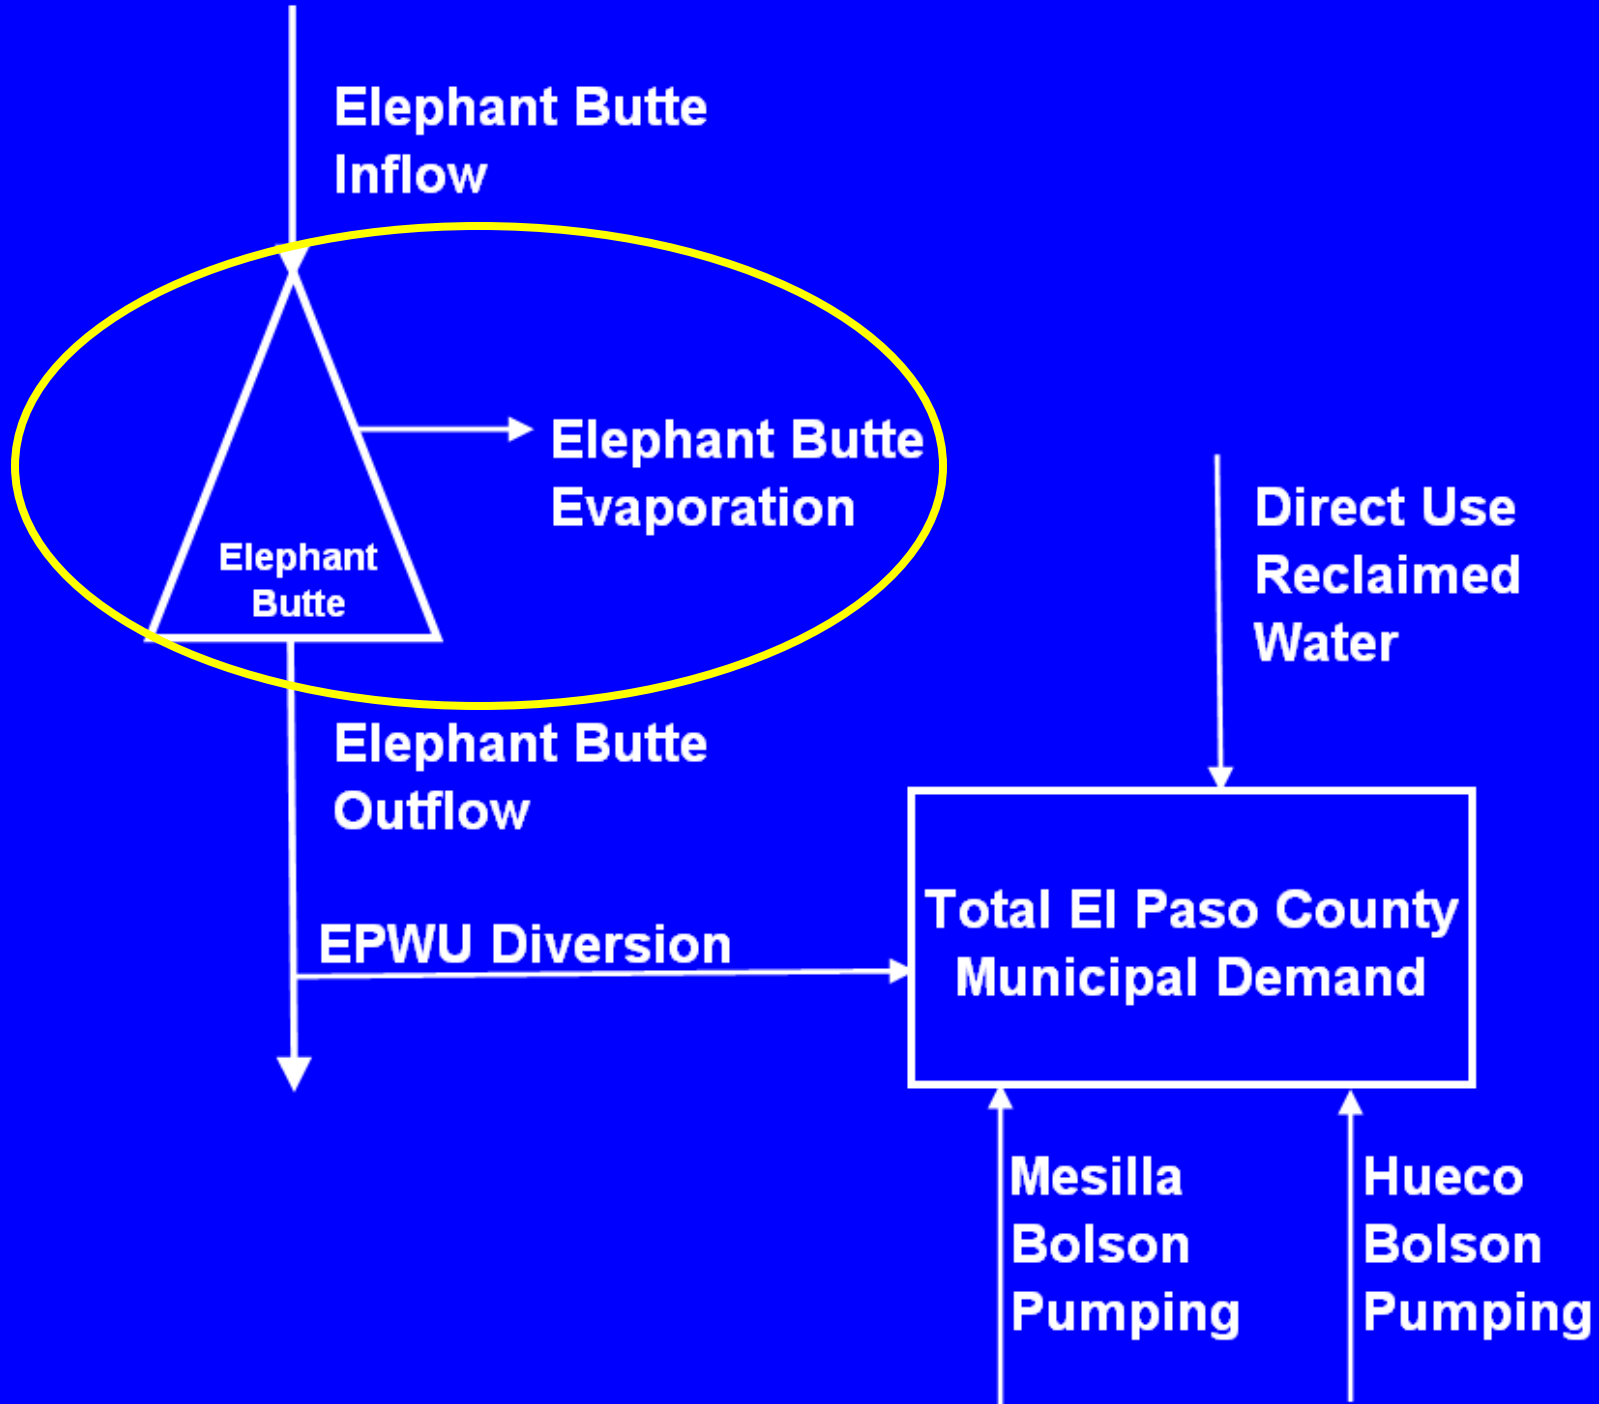 Elephant Butte
Inflow
Elephant Butte
Evaporation
Elephant
Butte
Direct Use
Reclaimed
Water
Elephant Butte
Outflow
EPWU Diversion
Total El Paso County
Municipal Demand
Mesilla
Bolson
Pumping
Hueco
Bolson
Pumping